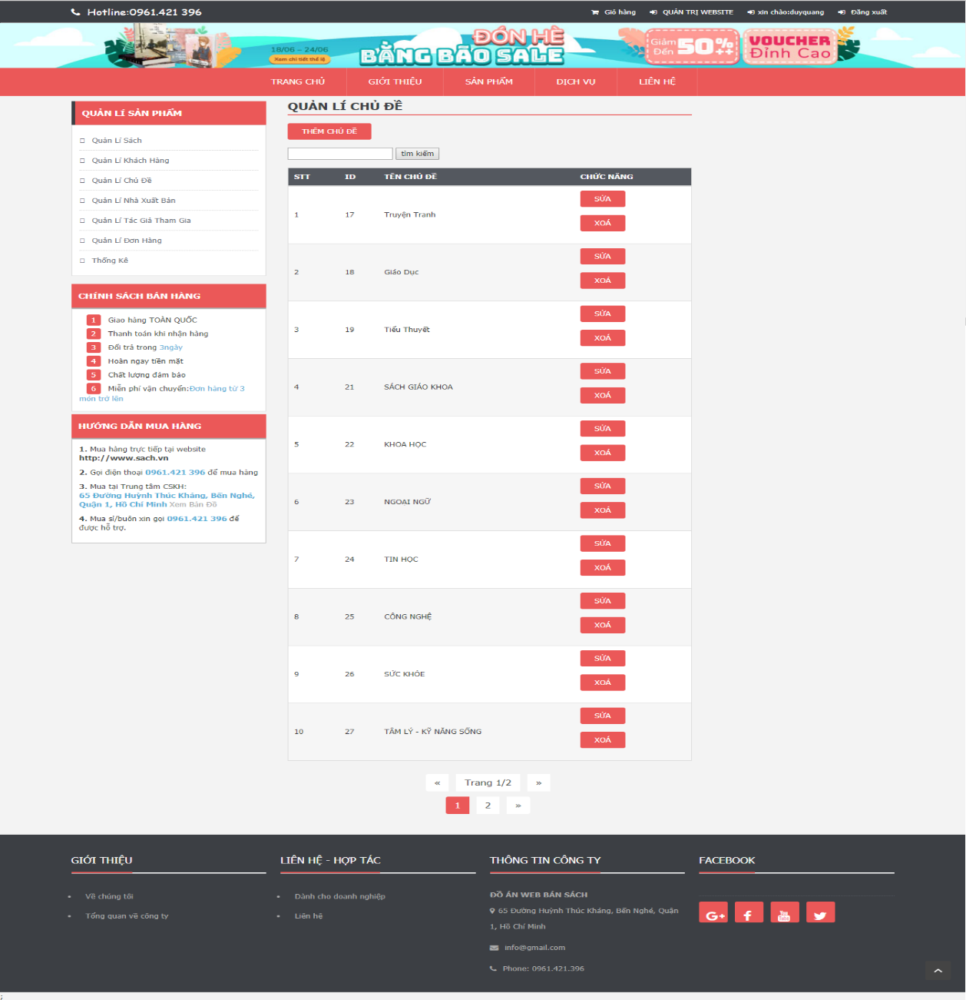 Hotline:0961.421 396
Giỏ hàng QUẢN TRỊ WEBSITE xin chào:duyquang Đăng xuất
18/06 – 24/06
Xem chi tiết thể lệ
ĐÓN HÈ
BẰNG BÃO SALE
Giảm Đến 50%++
VOUCHER
Đỉnh Cao
TRANG CHỦ GIỚI THIỆU SẢN PHẨM DỊCH VỤ LIÊN HỆ
QUẢN LÍ SẢN PHẨM
Quản Lí Sách
Quản Lí Khách Hàng
Quản Lí Chủ Đề
Quản Lí Nhà Xuất Bản
Quản Lí Tác Giả Tham Gia
Quản Lí Đơn Hàng
Thống Kê
CHÍNH SÁCH BÁN HÀNG
1 Giao hàng TOÀN QUỐC
2 Thanh toán khi nhận hàng
3 Đổi trả trong 3ngày
4 Hoàn ngay tiền mặt
5 Chất lượng đảm bảo
6 Miễn phí vận chuyển:Đơn hàng từ 3
món trở lên
HƯỚNG DẪN MUA HÀNG
1. Mua hàng trực tiếp tại website
http://www.sach.vn
2. Gọi điện thoại 0961.421 396 để mua hàng
3. Mua tại Trung tâm CSKH:
65 Đường Huỳnh Thúc Kháng, Bến Nghé,
Quận 1, Hồ Chí Minh Xem Bản Đồ
4. Mua sỉ/buôn xin gọi 0961.421 396 để
được hỗ trợ.
QUẢN LÍ CHỦ ĐỀ
THÊM CHỦ ĐỀ
tìm kiếm
STT ID TÊN CHỦ ĐỀ CHỨC NĂNG
1 17 Truyện Tranh SỬA XOÁ
2 18 Giáo Dục SỬA XOÁ
3 19 Tiểu Thuyết SỬA XOÁ
4 21 SÁCH GIÁO KHOA SỬA XOÁ
5 22 KHOA HỌC SỬA XOÁ
6 23 NGOẠI NGỮ SỬA XOÁ
7 24 TIN HỌC SỬA XOÁ
8 25 CÔNG NGHỆ SỬA XOÁ
9 26 SỨC KHỎE SỬA XOÁ
10 27 TÂM LÝ - KỸ NĂNG SỐNG SỬA XOÁ
« Trang 1/2 »
1 2 »
GIỚI THIỆU
Về chúng tôi
Tổng quan về công ty
LIÊN HỆ - HỢP TÁC
Dành cho doanh nghiệp
Liên hệ
THÔNG TIN CÔNG TY
ĐỒ ÁN WEB BÁN SÁCH
65 Đường Huỳnh Thúc Kháng, Bến Nghé, Quận
1, Hồ Chí Minh
info@gmail.com
Phone: 0961.421.396
FACEBOOK
G+ f You Tube